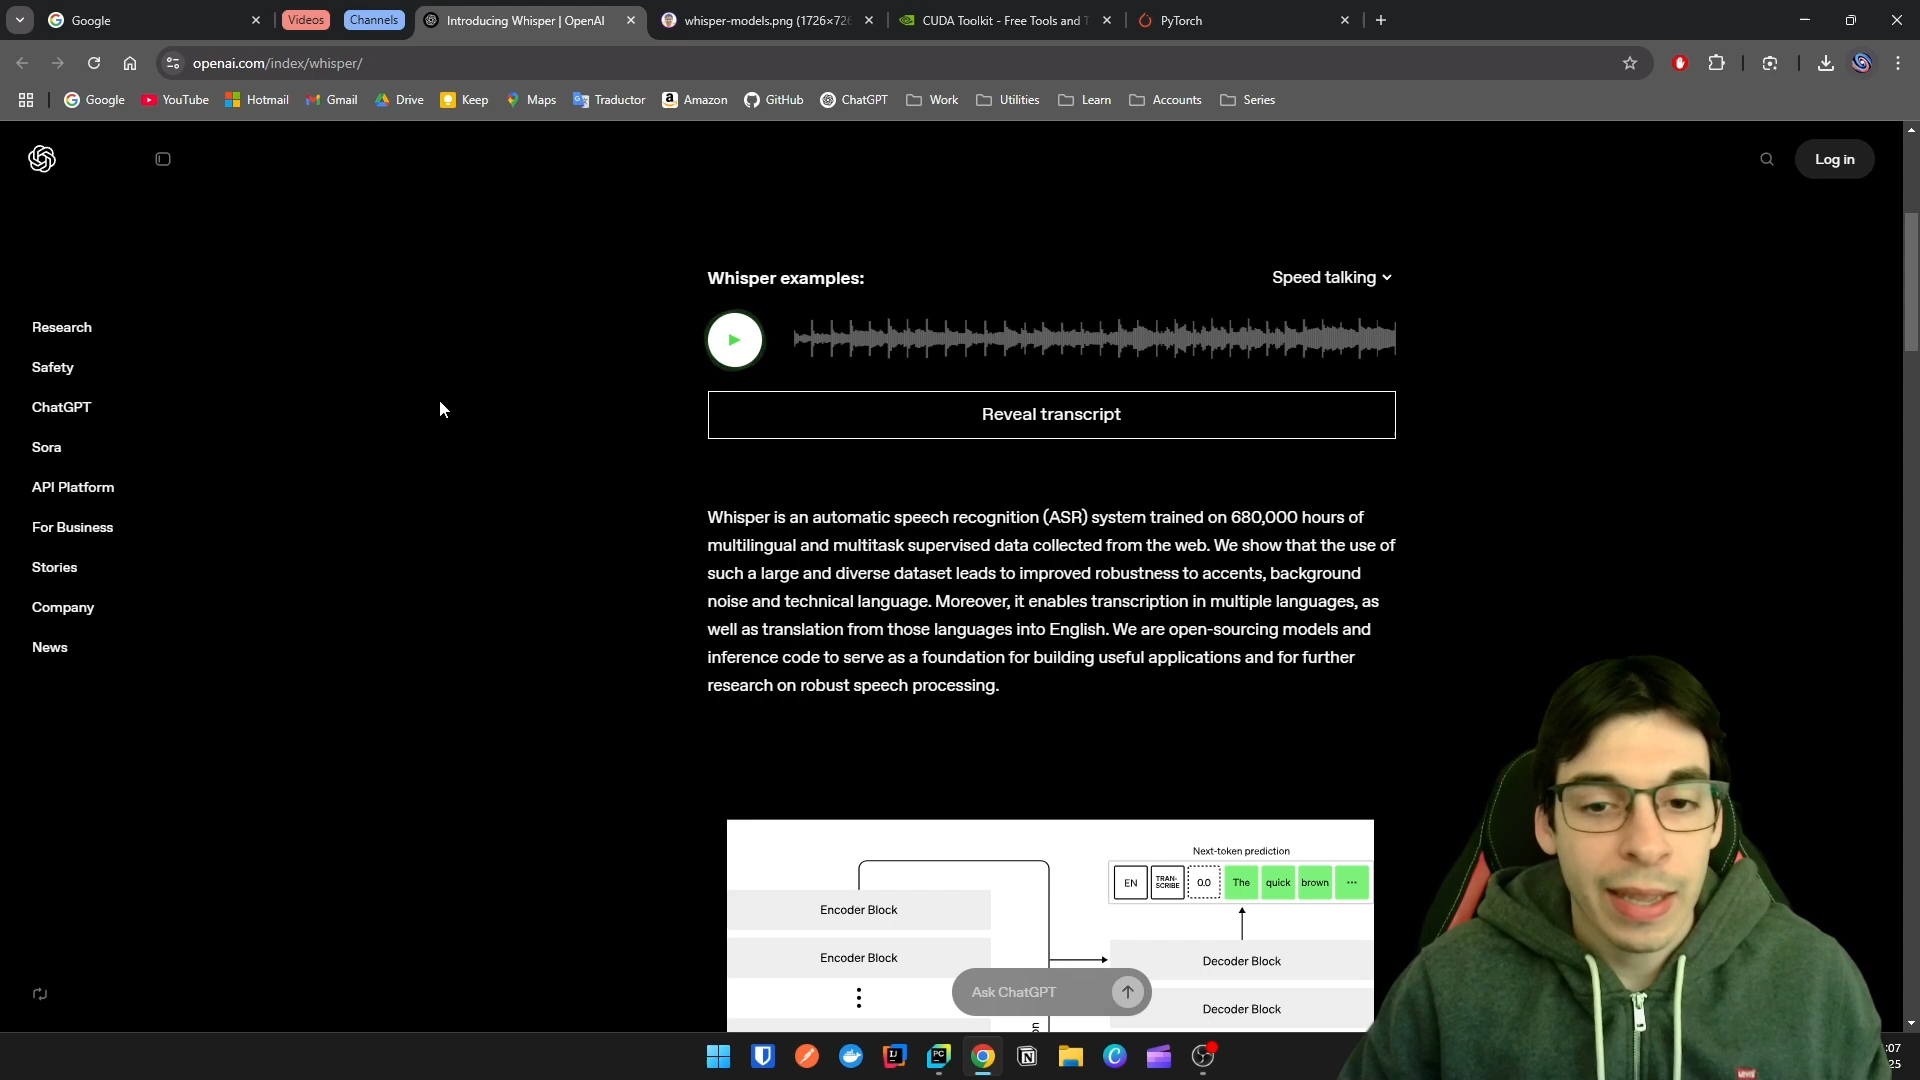 Google
Videos
Channels
Introducing Whisper | OpenAI
whisper-models.png (1726×726
CUDA Toolkit - Free Tools and T
PyTorch
openai.com/index/whisper/
Google
YouTube
Hotmail
Gmail
Drive
Keep
Maps
Traductor
Amazon
GitHub
ChatGPT
Work
Utilities
Learn
Accounts
Series
Log in
Research
Safety
ChatGPT
Sora
API Platform
For Business
Stories
Company
News
Whisper examples:
Speed talking
Reveal transcript
Whisper is an automatic speech recognition (ASR) system trained on 680,000 hours of
multilingual and multitask supervised data collected from the web. We show that the use of
such a large and diverse dataset leads to improved robustness to accents, background
noise and technical language. Moreover, it enables transcription in multiple languages, as
well as translation from those languages into English. We are open-sourcing models and
inference code to serve as a foundation for building useful applications and for further
research on robust speech processing.
Next-token prediction
EN
TRAN-
SCRIBE
0.0
The
quick
brown
...
Encoder Block
Encoder Block
Decoder Block
Decoder Block
Ask ChatGPT
:07
25